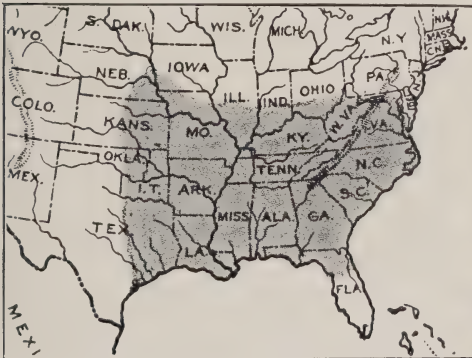 S. DAK.
WIS.
MICH.
N.H.
WYO.
N.Y.
MASS
CN.R.
NEB.
IOWA
PA.
ILL
IND.
OHIO
COLO.
KANS.
MO.
KY.
W.VA.
VA.
OKLA.
TENN.
N.C.
MEX.
I.T.
ARK.
S.C.
MISS
ALA.
GA.
TEX.
LA.
FLA.
MEXI